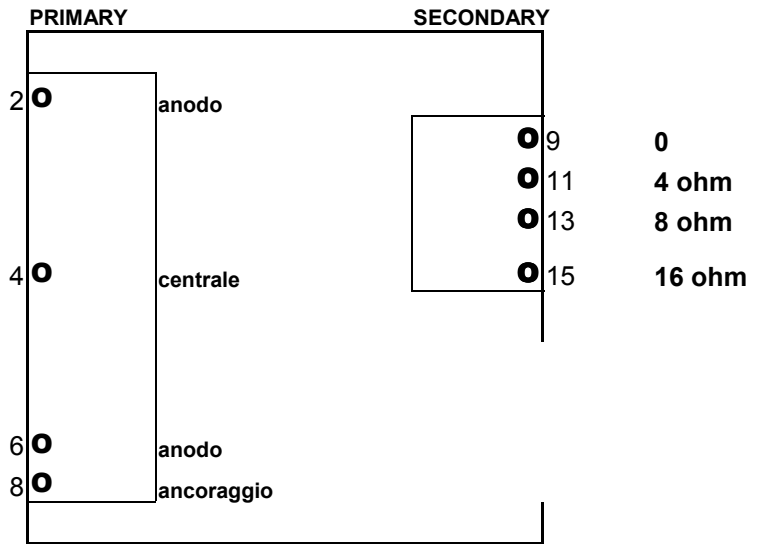 PRIMARY SECONDARY
2 o anodo
o 9 0
o 11 4 ohm
o 13 8 ohm
4 o centrale
o 15 16 ohm
6 o anodo
8 o ancoraggio